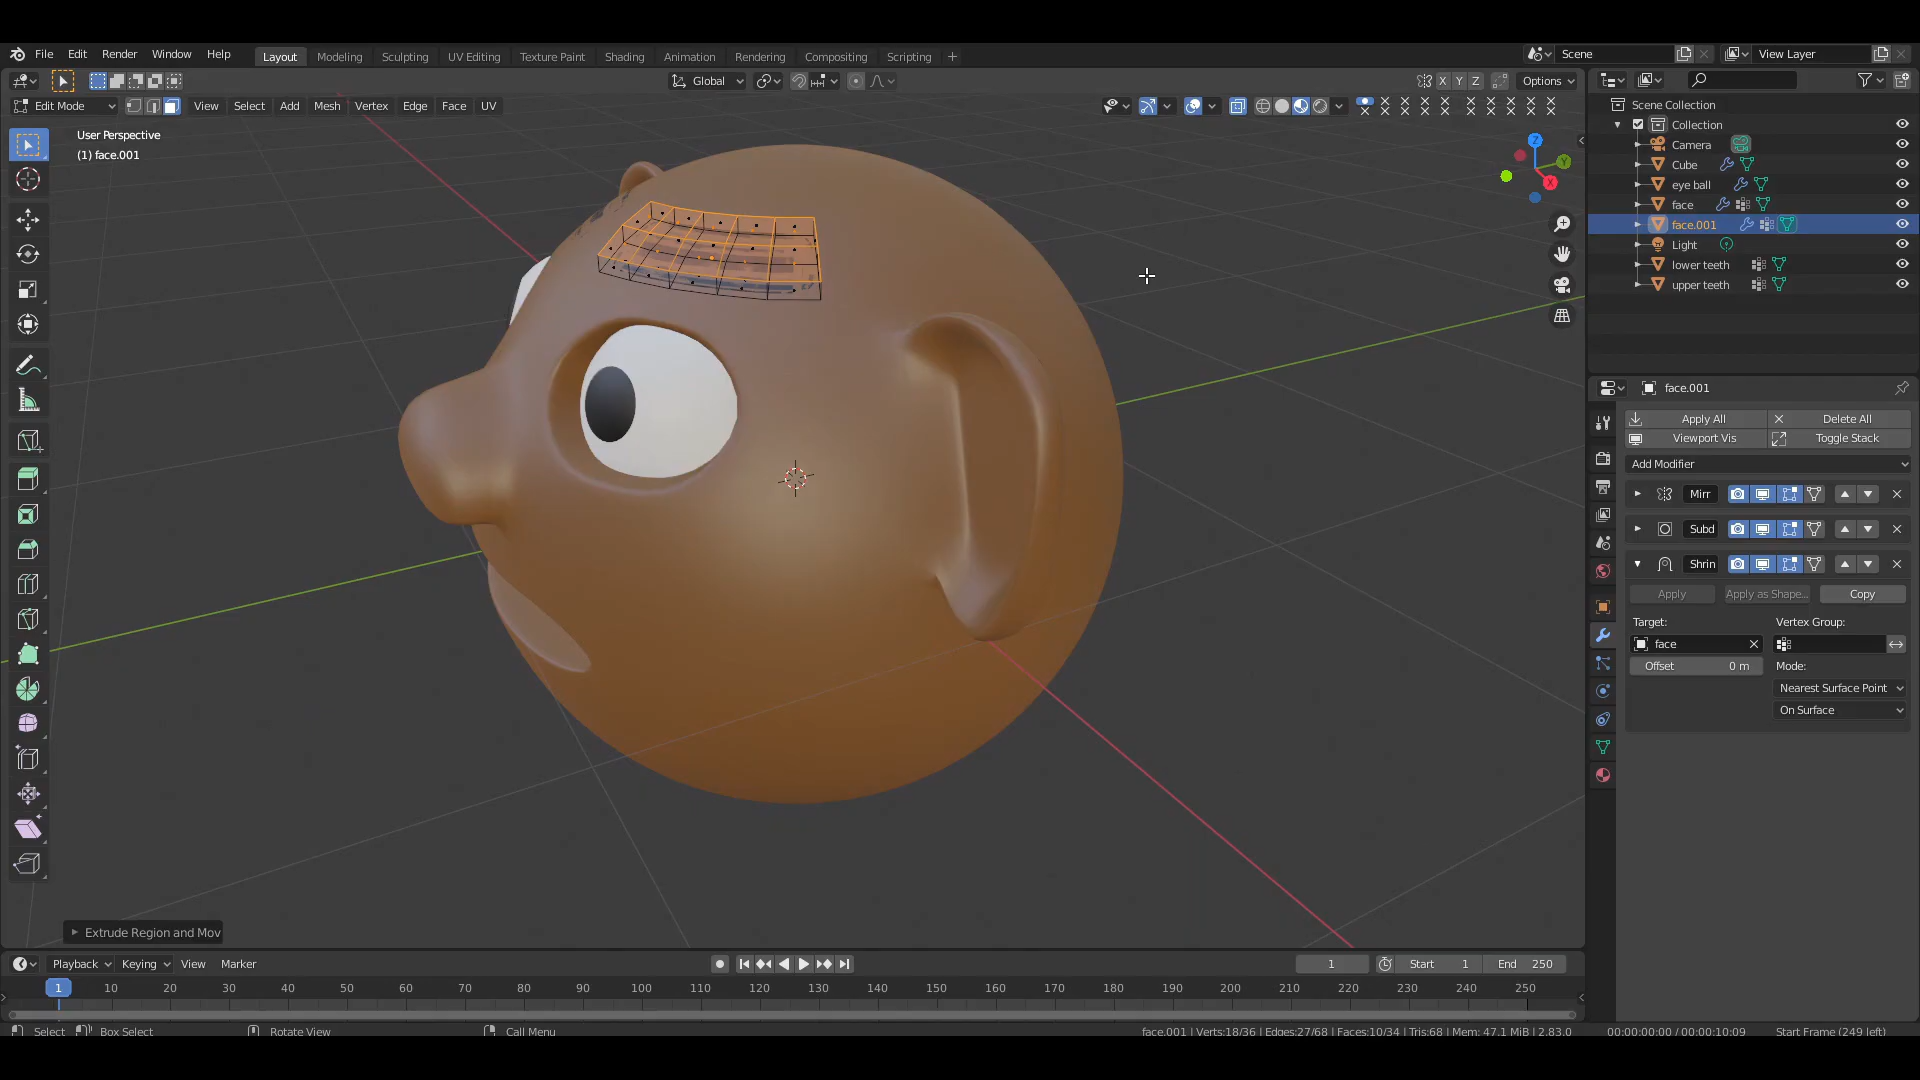 File Edit Render Window Help Layout Modeling Sculpting UV Editing Texture Paint Shading Animation Rendering Compositing Scripting + Scene View Layer
Global X Y Z Options
Edit Mode View Select Add Mesh Vertex Edge Face UV
User Perspective
(1) face.001
Z
Y
X
Extrude Region and Mov
Scene Collection
Collection
Camera
Cube
eye ball
face
face.001
Light
lower teeth
upper teeth
face.001
Apply All Delete All
Viewport Vis Toggle Stack
Add Modifier
Mirr
Subd
Shrin
Apply Apply as Shape... Copy
Target: Vertex Group:
face
Offset 0 m Mode:
Nearest Surface Point
On Surface
Playback Keying View Marker 1 Start 1 End 250
1 10 20 30 40 50 60 70 80 90 100 110 120 130 140 150 160 170 180 190 200 210 220 230 240 250
Select Box Select Rotate View Call Menu face.001 | Verts:18/36 | Edges:27/68 | Faces:10/34 | Tris:68 | Mem: 47.1 MiB | 2.83.0 00:00:00:00 / 00:00:10:09 Start Frame (249 left)